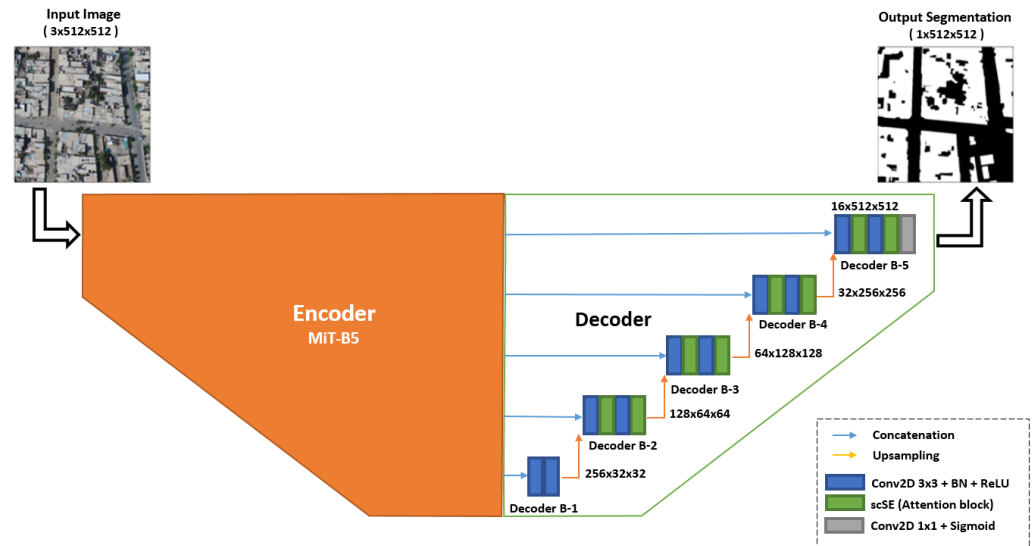 Input Image
( 3x512x512 )
Output Segmentation
( 1x512x512 )
16x512x512
Decoder B-5
32x256x256
Encoder
MiT-B5
Decoder
Decoder B-4
64x128x128
Decoder B-3
128x64x64
Decoder B-2
256x32x32
Decoder B-1
Concatenation
Upsampling
Conv2D 3x3 + BN + ReLU
scSE (Attention block)
Conv2D 1x1 + Sigmoid